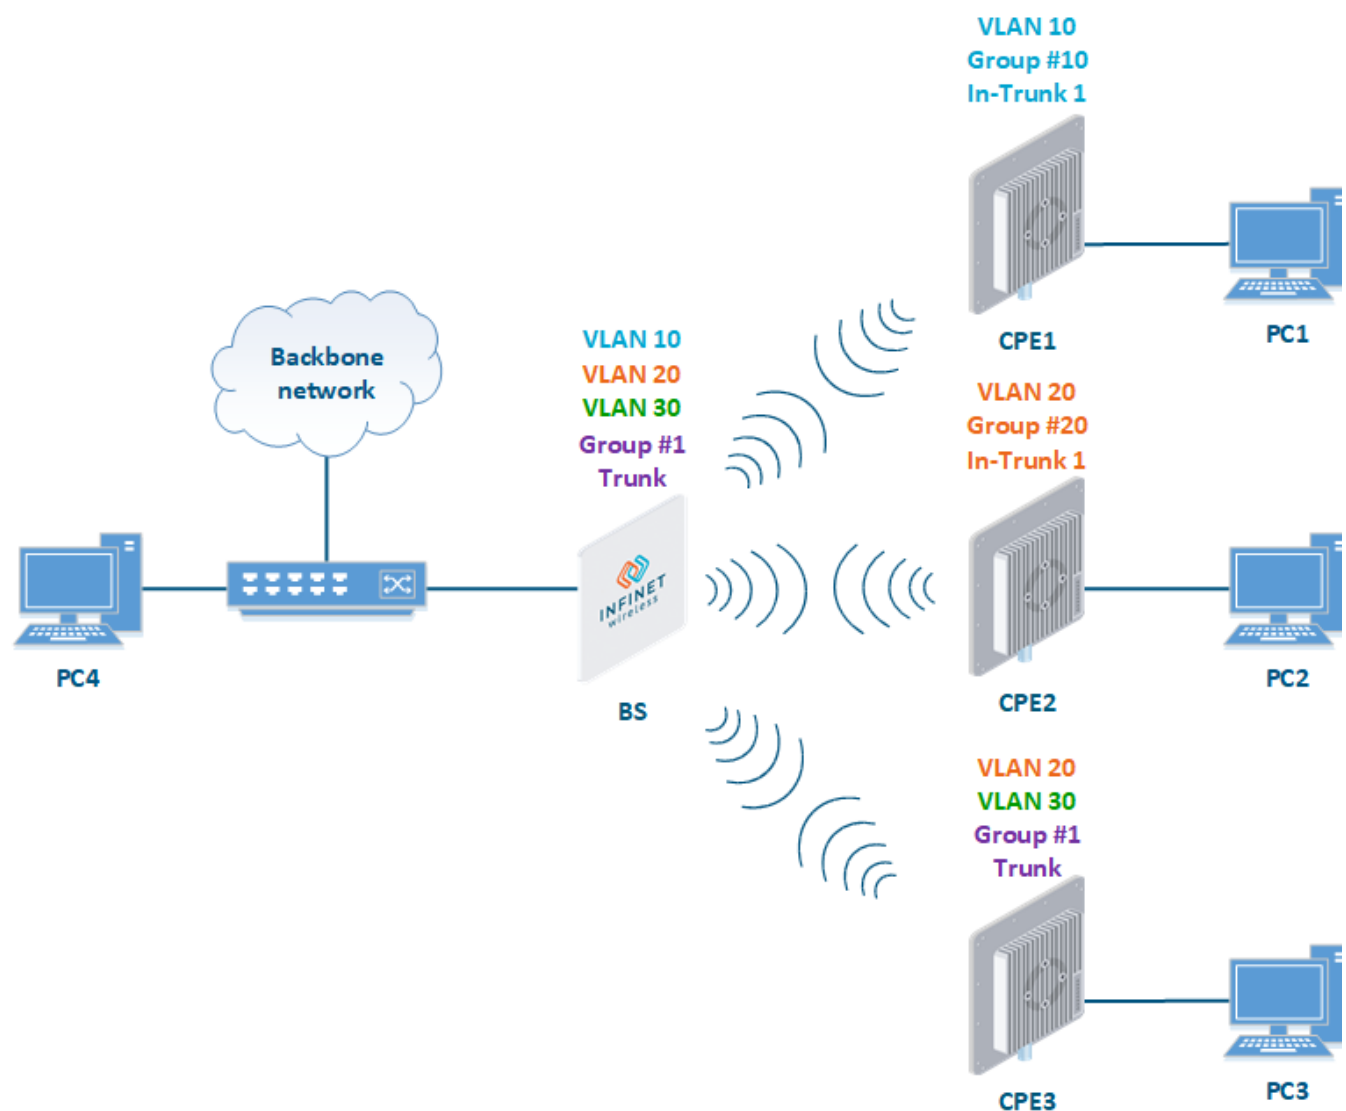 VLAN 10
Group #10
In-Trunk 1
CPE1
PC1
Backbone
network
VLAN 10
VLAN 20
VLAN 30
Group #1
Trunk
INFINET
wireless
BS
PC4
VLAN 20
Group #20
In-Trunk 1
CPE2
PC2
VLAN 20
VLAN 30
Group #1
Trunk
CPE3
PC3